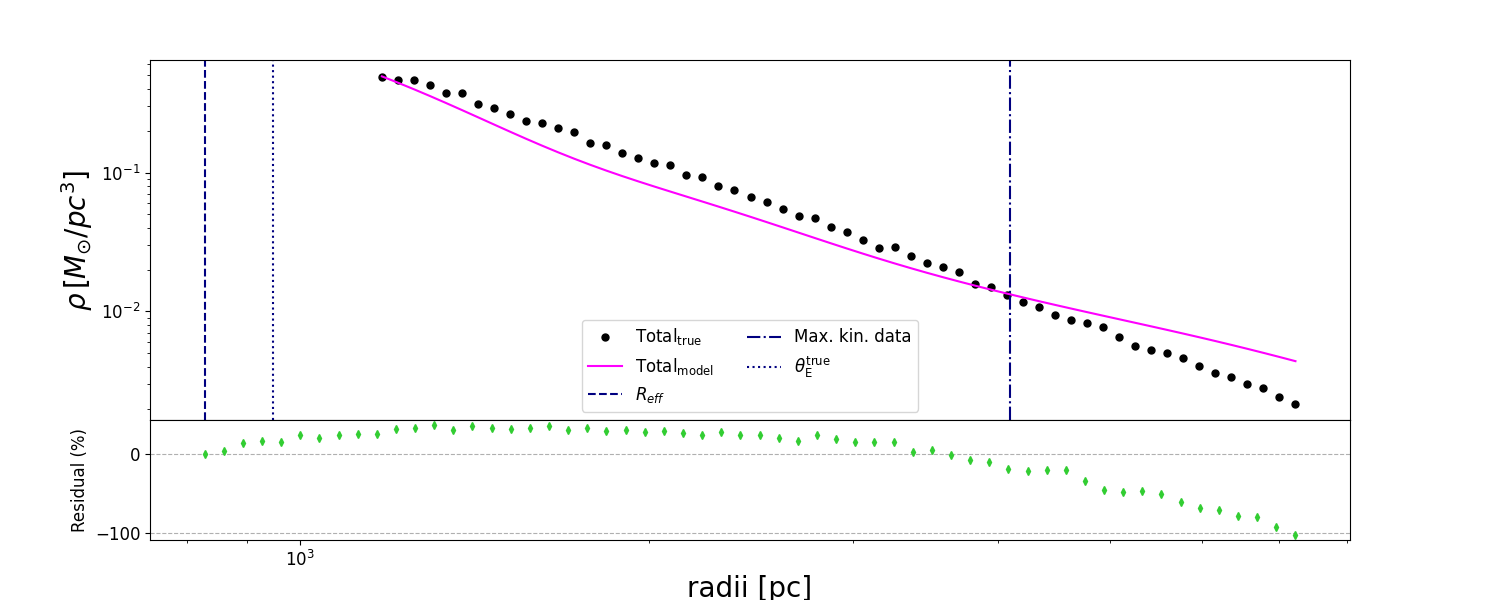 ρ [M⊙/pc³]
10⁻¹
10⁻²
Total_true
Total_model
R_eff
Max. kin. data
θ_E^true
Residual (%)
0
−100
10³
radii [pc]